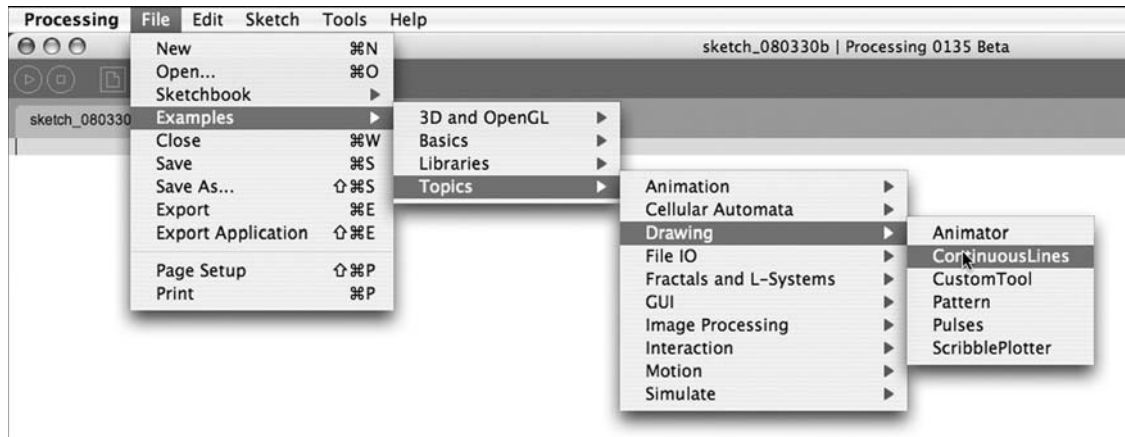 Processing File Edit Sketch Tools Help
sketch_080330b | Processing 0135 Beta
sketch_080330
New ⌘N
Open... ⌘O
Sketchbook
Examples
Close ⌘W
Save ⌘S
Save As... ⇧⌘S
Export ⌘E
Export Application ⇧⌘E
Page Setup ⇧⌘P
Print ⌘P
3D and OpenGL
Basics
Libraries
Topics
Animation
Cellular Automata
Drawing
File IO
Fractals and L-Systems
GUI
Image Processing
Interaction
Motion
Simulate
Animator
ContinuousLines
CustomTool
Pattern
Pulses
ScribblePlotter